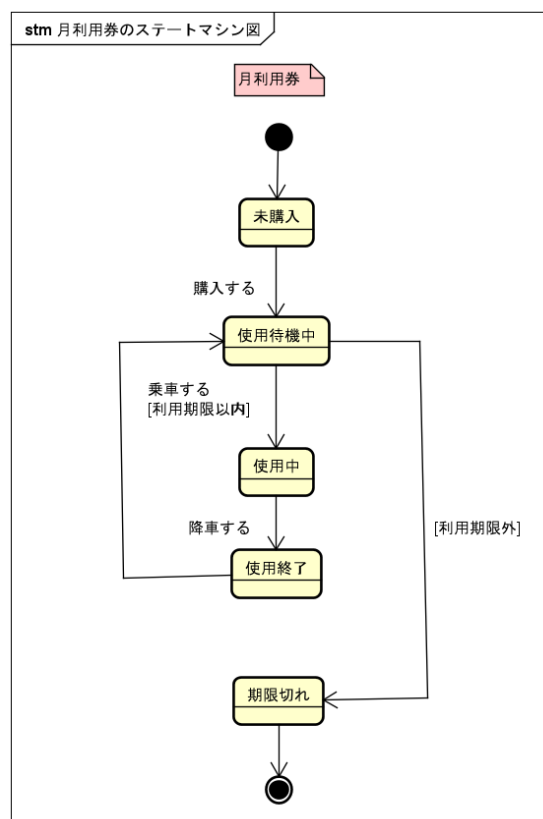 stm 月利用券のステートマシン図
月利用券
未購入
購入する
使用待機中
乗車する
[利用期限以内]
使用中
降車する
[利用期限外]
使用終了
期限切れ